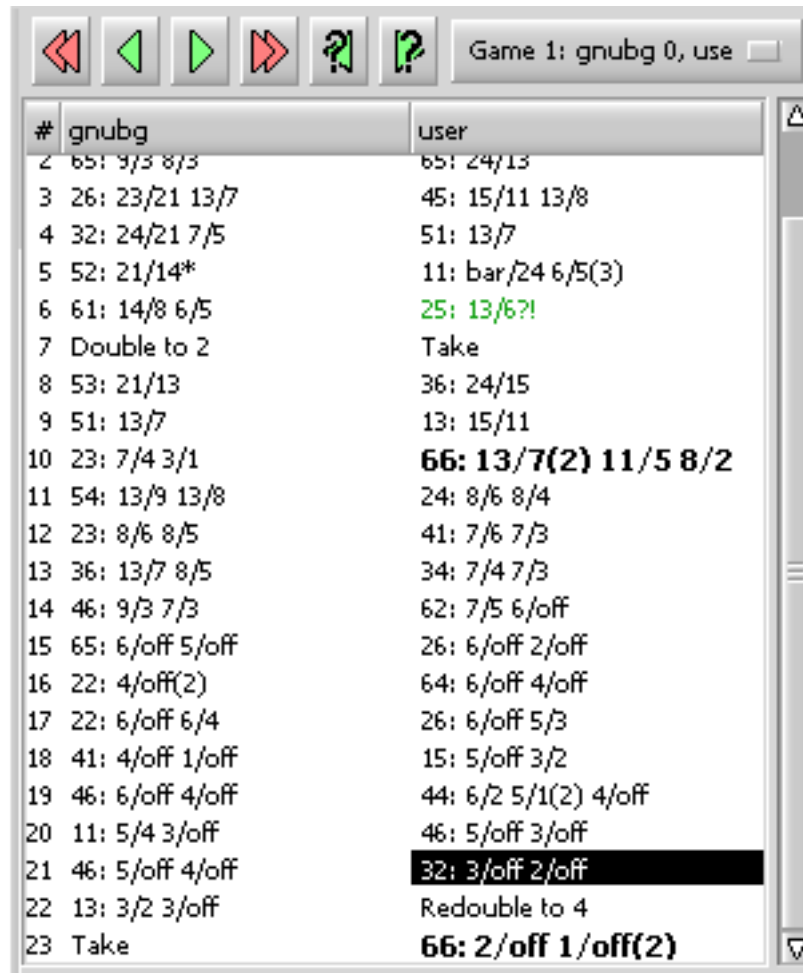 Game 1: gnubg 0, use
# gnubg user
2 65: 9/3 8/3 65: 24/13
3 26: 23/21 13/7 45: 15/11 13/8
4 32: 24/21 7/5 51: 13/7
5 52: 21/14* 11: bar/24 6/5(3)
6 61: 14/8 6/5 25: 13/6?!
7 Double to 2 Take
8 53: 21/13 36: 24/15
9 51: 13/7 13: 15/11
10 23: 7/4 3/1 66: 13/7(2) 11/5 8/2
11 54: 13/9 13/8 24: 8/6 8/4
12 23: 8/6 8/5 41: 7/6 7/3
13 36: 13/7 8/5 34: 7/4 7/3
14 46: 9/3 7/3 62: 7/5 6/off
15 65: 6/off 5/off 26: 6/off 2/off
16 22: 4/off(2) 64: 6/off 4/off
17 22: 6/off 6/4 26: 6/off 5/3
18 41: 4/off 1/off 15: 5/off 3/2
19 46: 6/off 4/off 44: 6/2 5/1(2) 4/off
20 11: 5/4 3/off 46: 5/off 3/off
21 46: 5/off 4/off 32: 3/off 2/off
22 13: 3/2 3/off Redouble to 4
23 Take 66: 2/off 1/off(2)